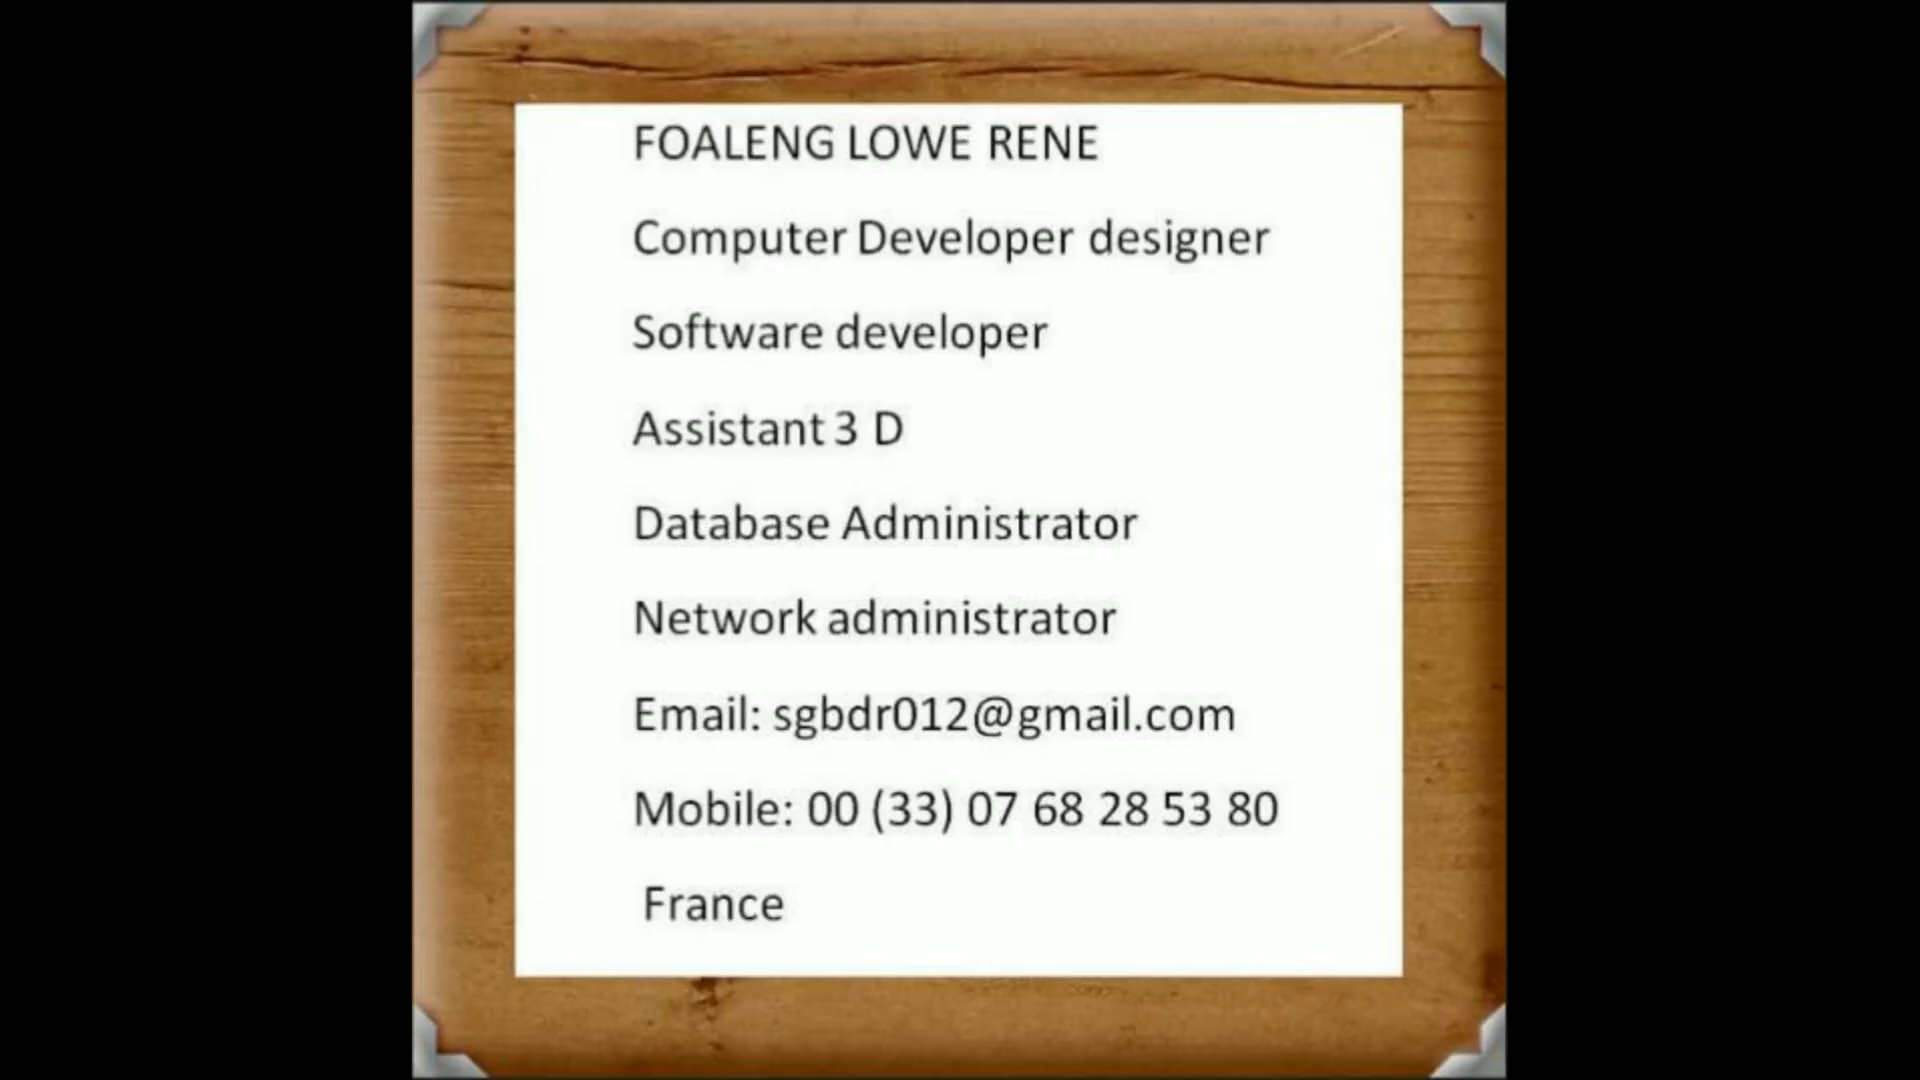 FOALENG LOWE RENE
Computer Developer designer
Software developer
Assistant 3 D
Database Administrator
Network administrator
Email: sgbdr012@gmail.com
Mobile: 00 (33) 07 68 28 53 80
France